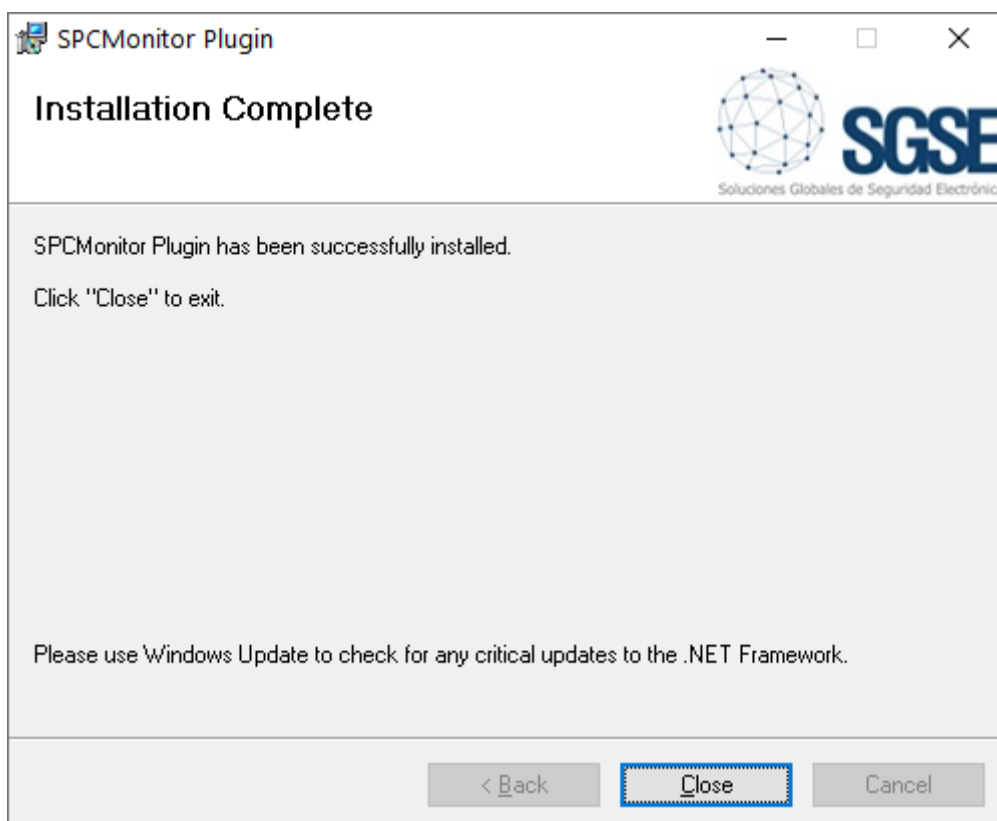 SPCMonitor Plugin
Installation Complete
SGSE
Soluciones Globales de Seguridad Electrónic
SPCMonitor Plugin has been successfully installed.
Click "Close" to exit.
Please use Windows Update to check for any critical updates to the .NET Framework.
< Back
Close
Cancel